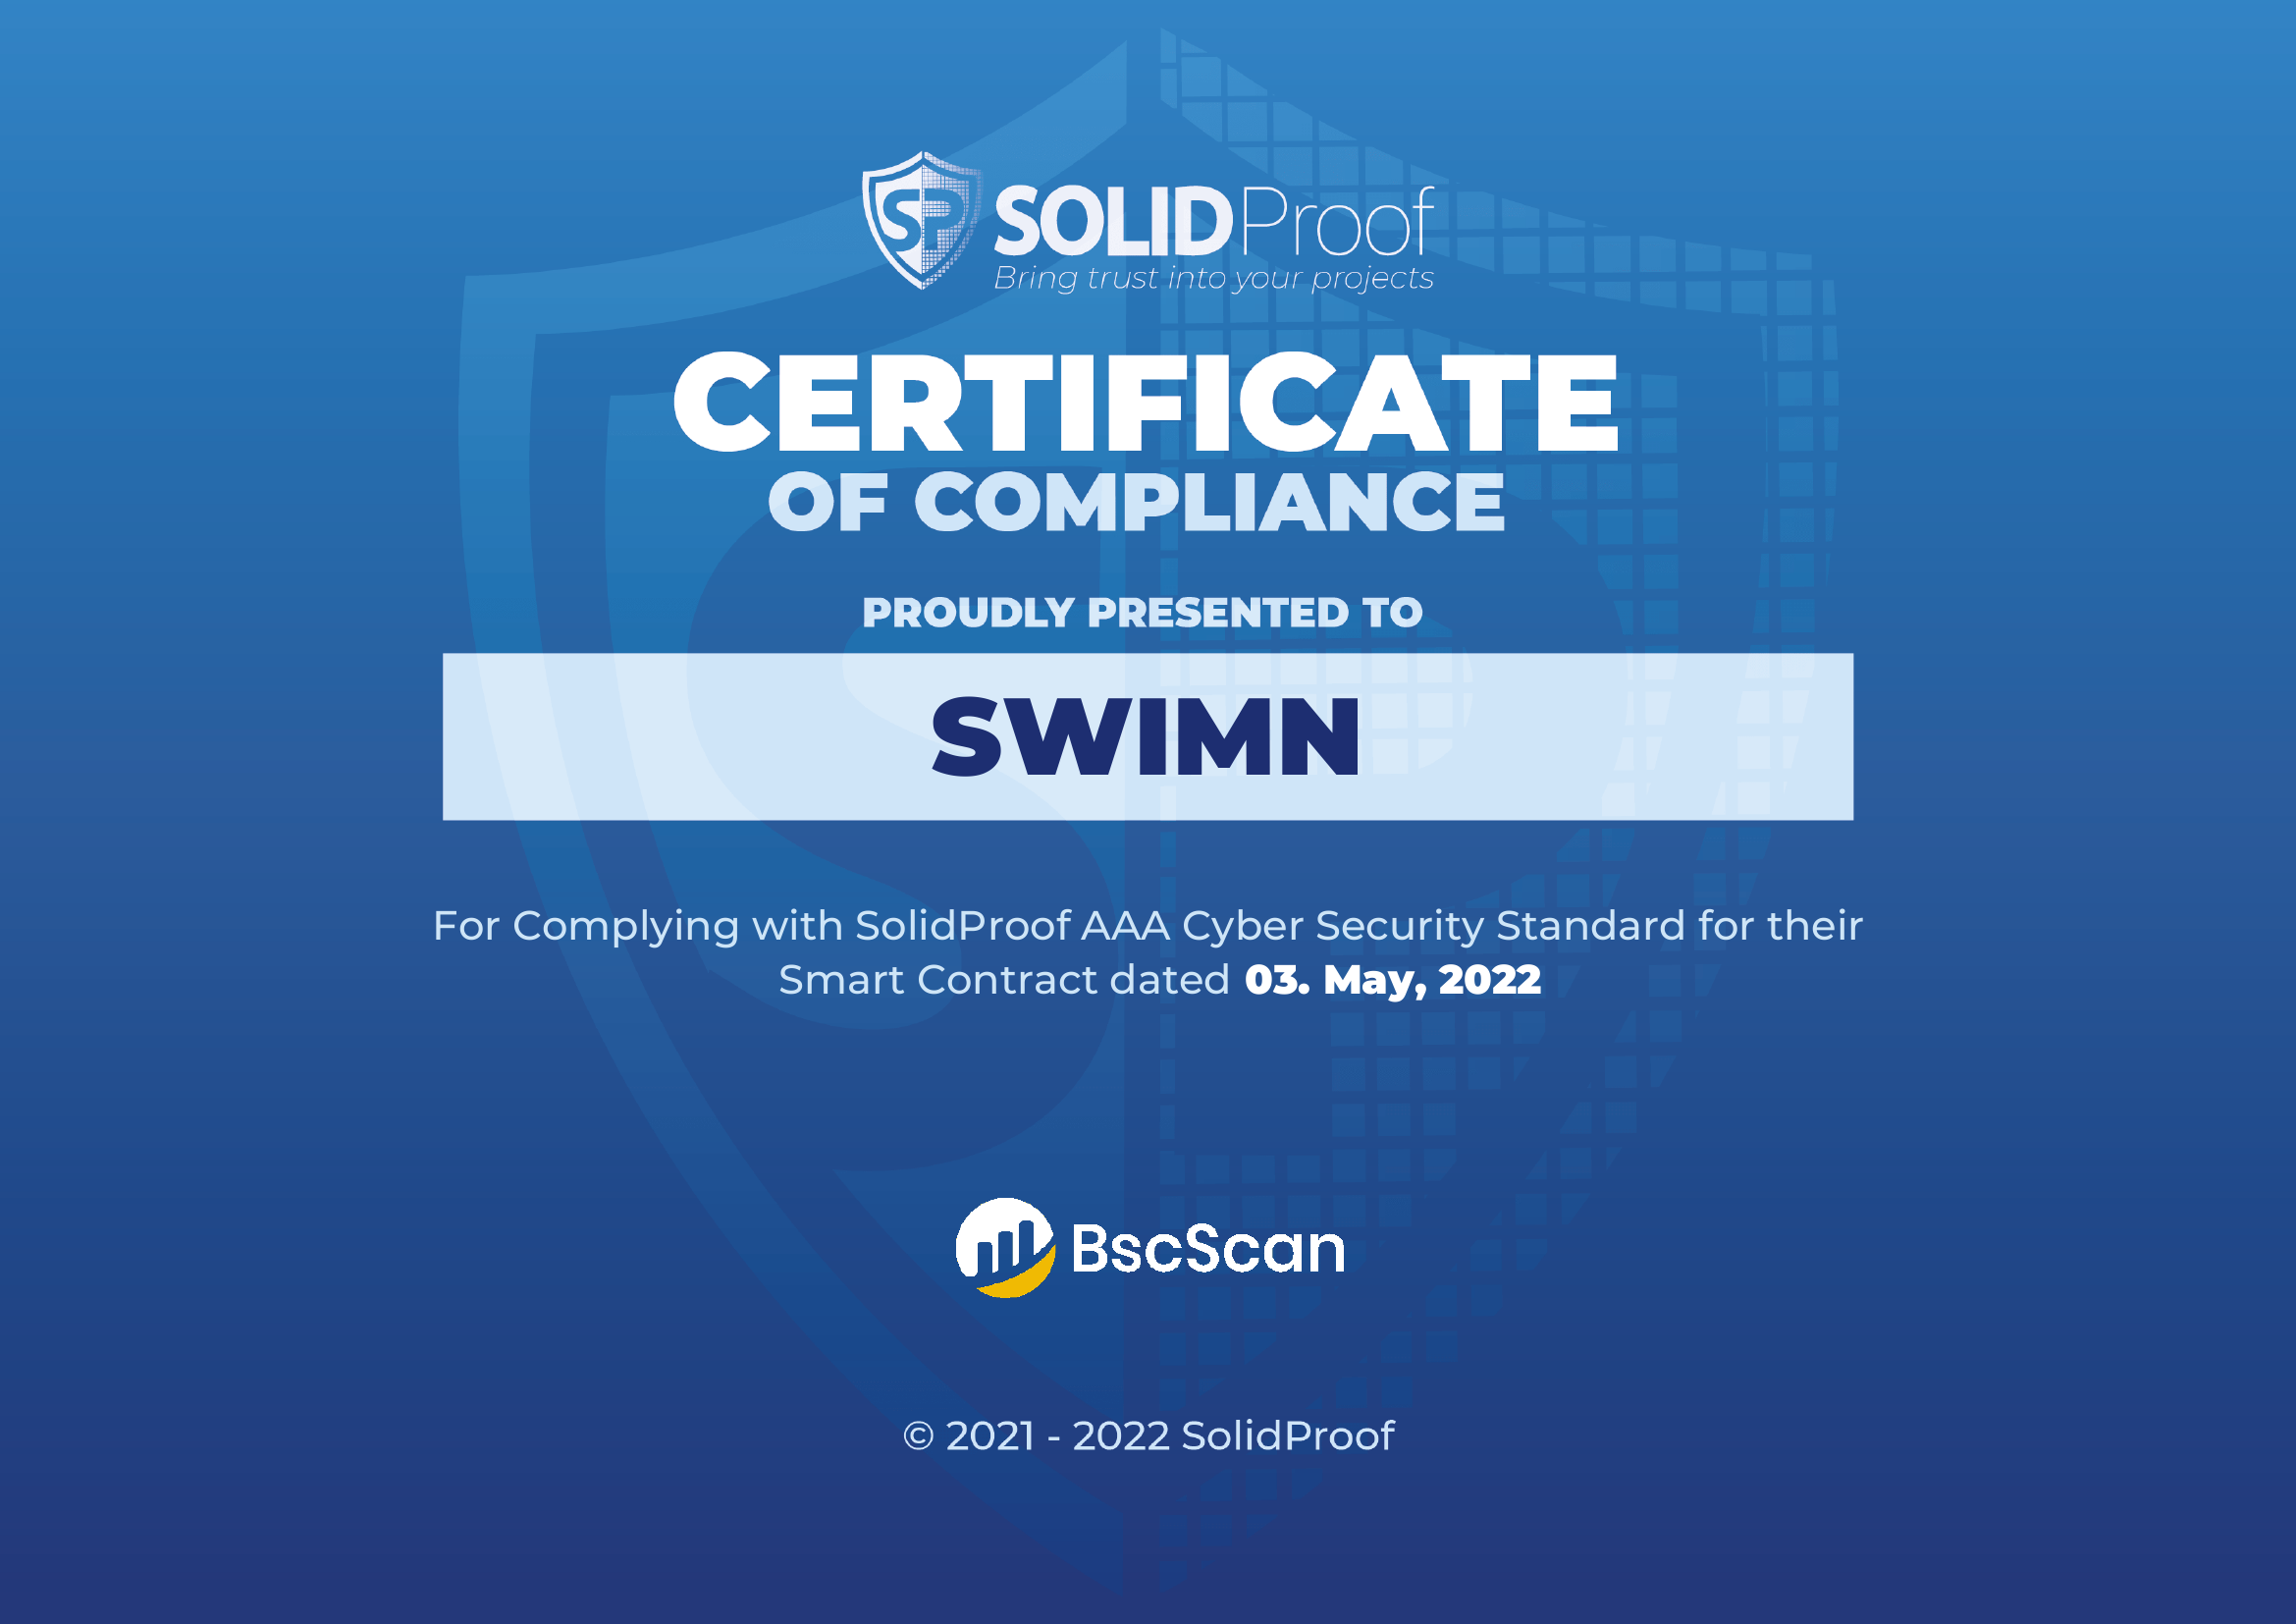 SP SOLIDProof
Bring trust into your projects
CERTIFICATE
OF COMPLIANCE
PROUDLY PRESENTED TO
SWIMN
For Complying with SolidProof AAA Cyber Security Standard for their
Smart Contract dated 03. May, 2022
BscScan
© 2021 - 2022 SolidProof